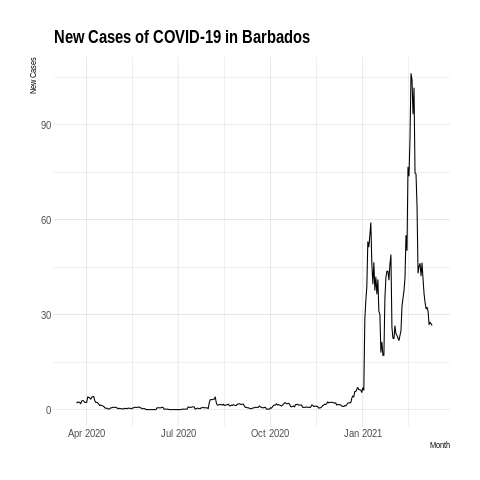 New Cases of COVID-19 in Barbados
New Cases
90
60
30
0
Apr 2020
Jul 2020
Oct 2020
Jan 2021
Month